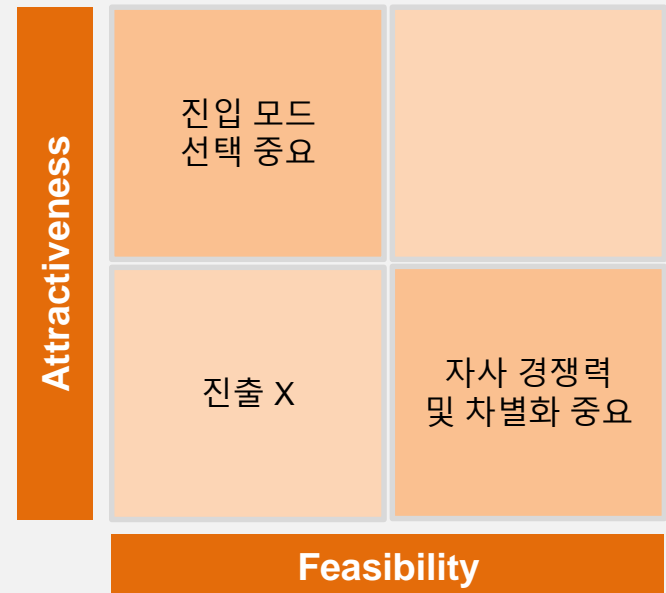 Attractiveness
진입 모드
선택 중요
진출 X
자사 경쟁력
및 차별화 중요
Feasibility